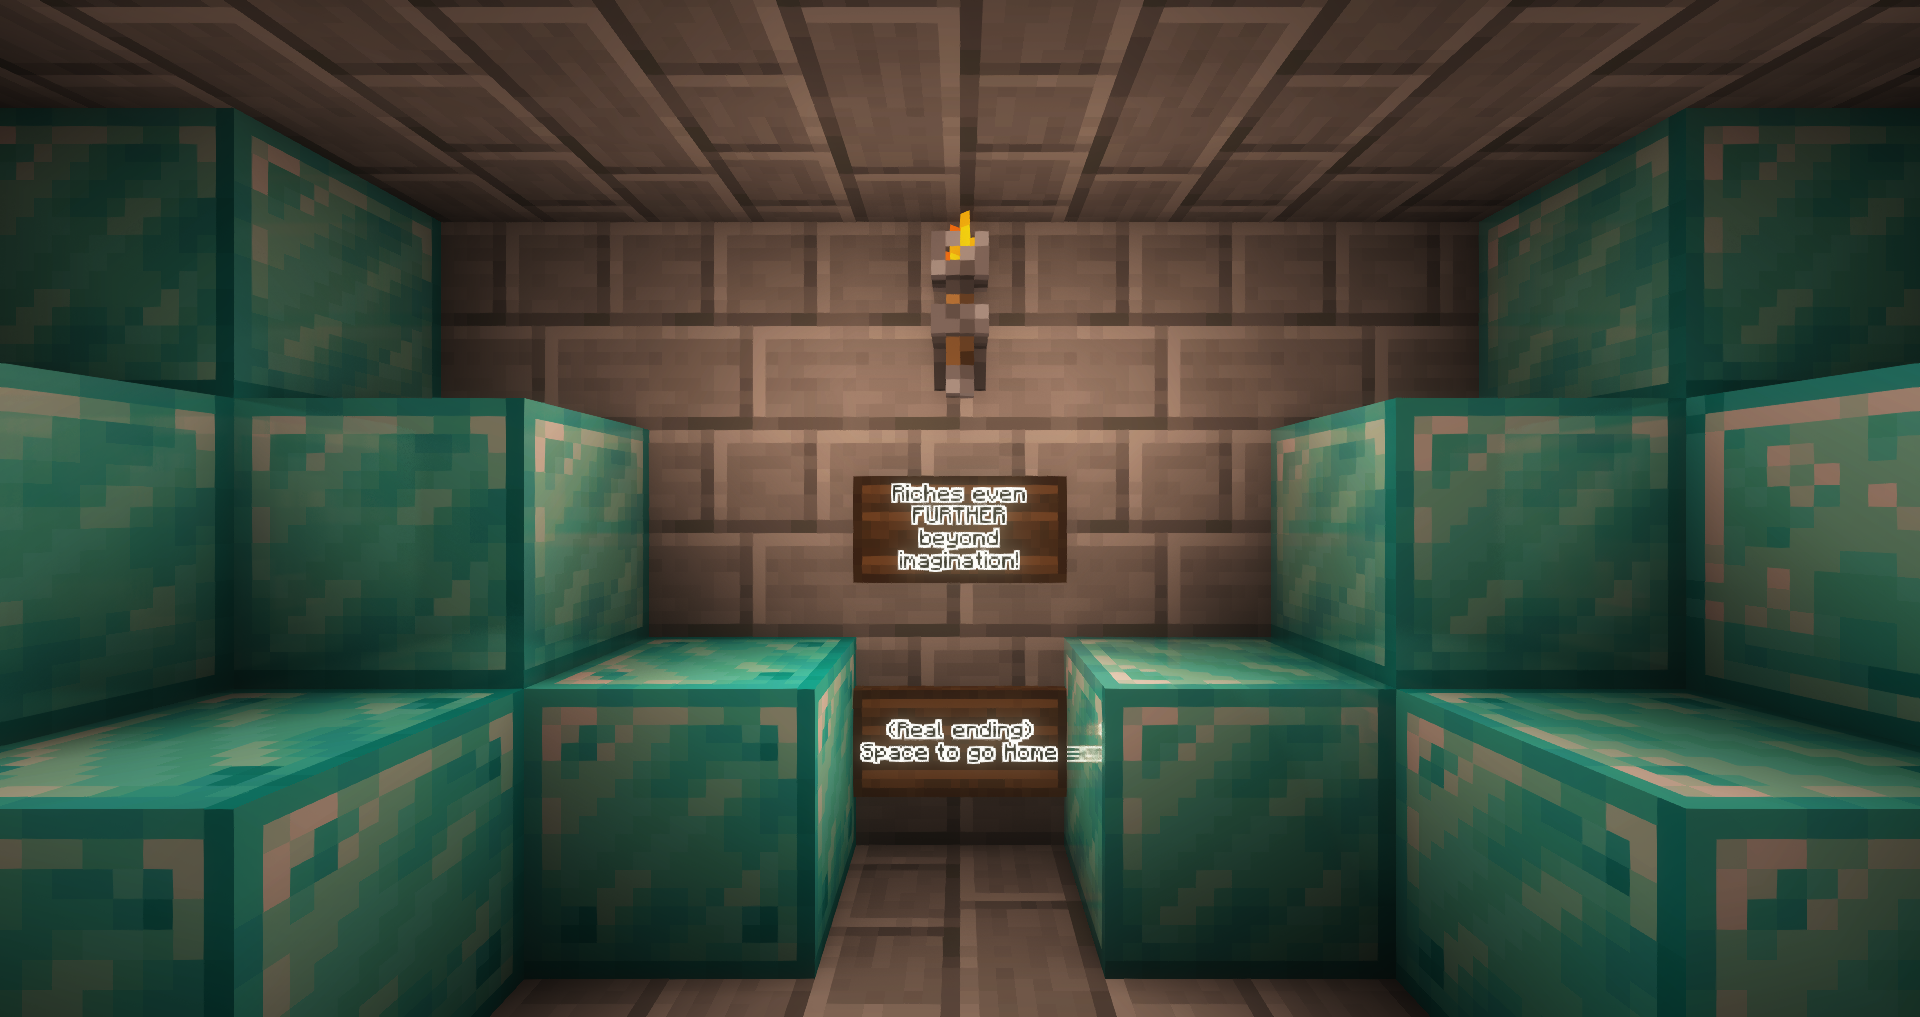 Riches even
FURTHER
beyond
imagination!
(Real ending)
Space to go Home